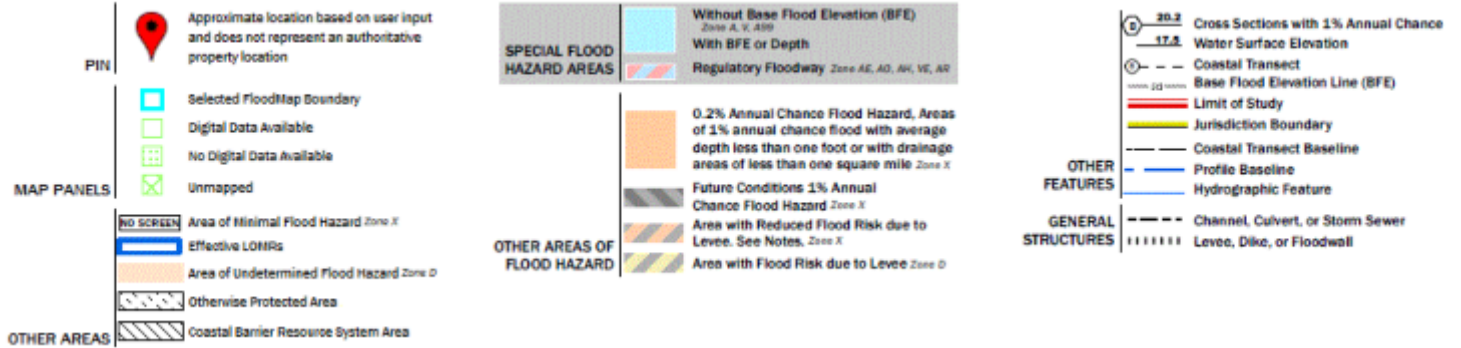 Approximate location based on user input
and does not represent an authoritative
property location
PIN
Selected FloodMap Boundary
Digital Data Available
No Digital Data Available
Unmapped
MAP PANELS
NO SCREEN Area of Minimal Flood Hazard Zone X
Effective LOMRs
Area of Undetermined Flood Hazard Zone D
Otherwise Protected Area
Coastal Barrier Resource System Area
OTHER AREAS
Without Base Flood Elevation (BFE)
Zone A, V, A99
With BFE or Depth
Regulatory Floodway Zone AE, AO, AH, VE, AR
SPECIAL FLOOD
HAZARD AREAS
0.2% Annual Chance Flood Hazard, Areas
of 1% annual chance flood with average
depth less than one foot or with drainage
areas of less than one square mile Zone X
Future Conditions 1% Annual
Chance Flood Hazard Zone X
Area with Reduced Flood Risk due to
Levee. See Notes. Zone X
Area with Flood Risk due to Levee Zone D
OTHER AREAS OF
FLOOD HAZARD
20.2 Cross Sections with 1% Annual Chance
17.5 Water Surface Elevation
Coastal Transect
Base Flood Elevation Line (BFE)
Limit of Study
Jurisdiction Boundary
Coastal Transect Baseline
Profile Baseline
Hydrographic Feature
OTHER
FEATURES
Channel, Culvert, or Storm Sewer
Levee, Dike, or Floodwall
GENERAL
STRUCTURES